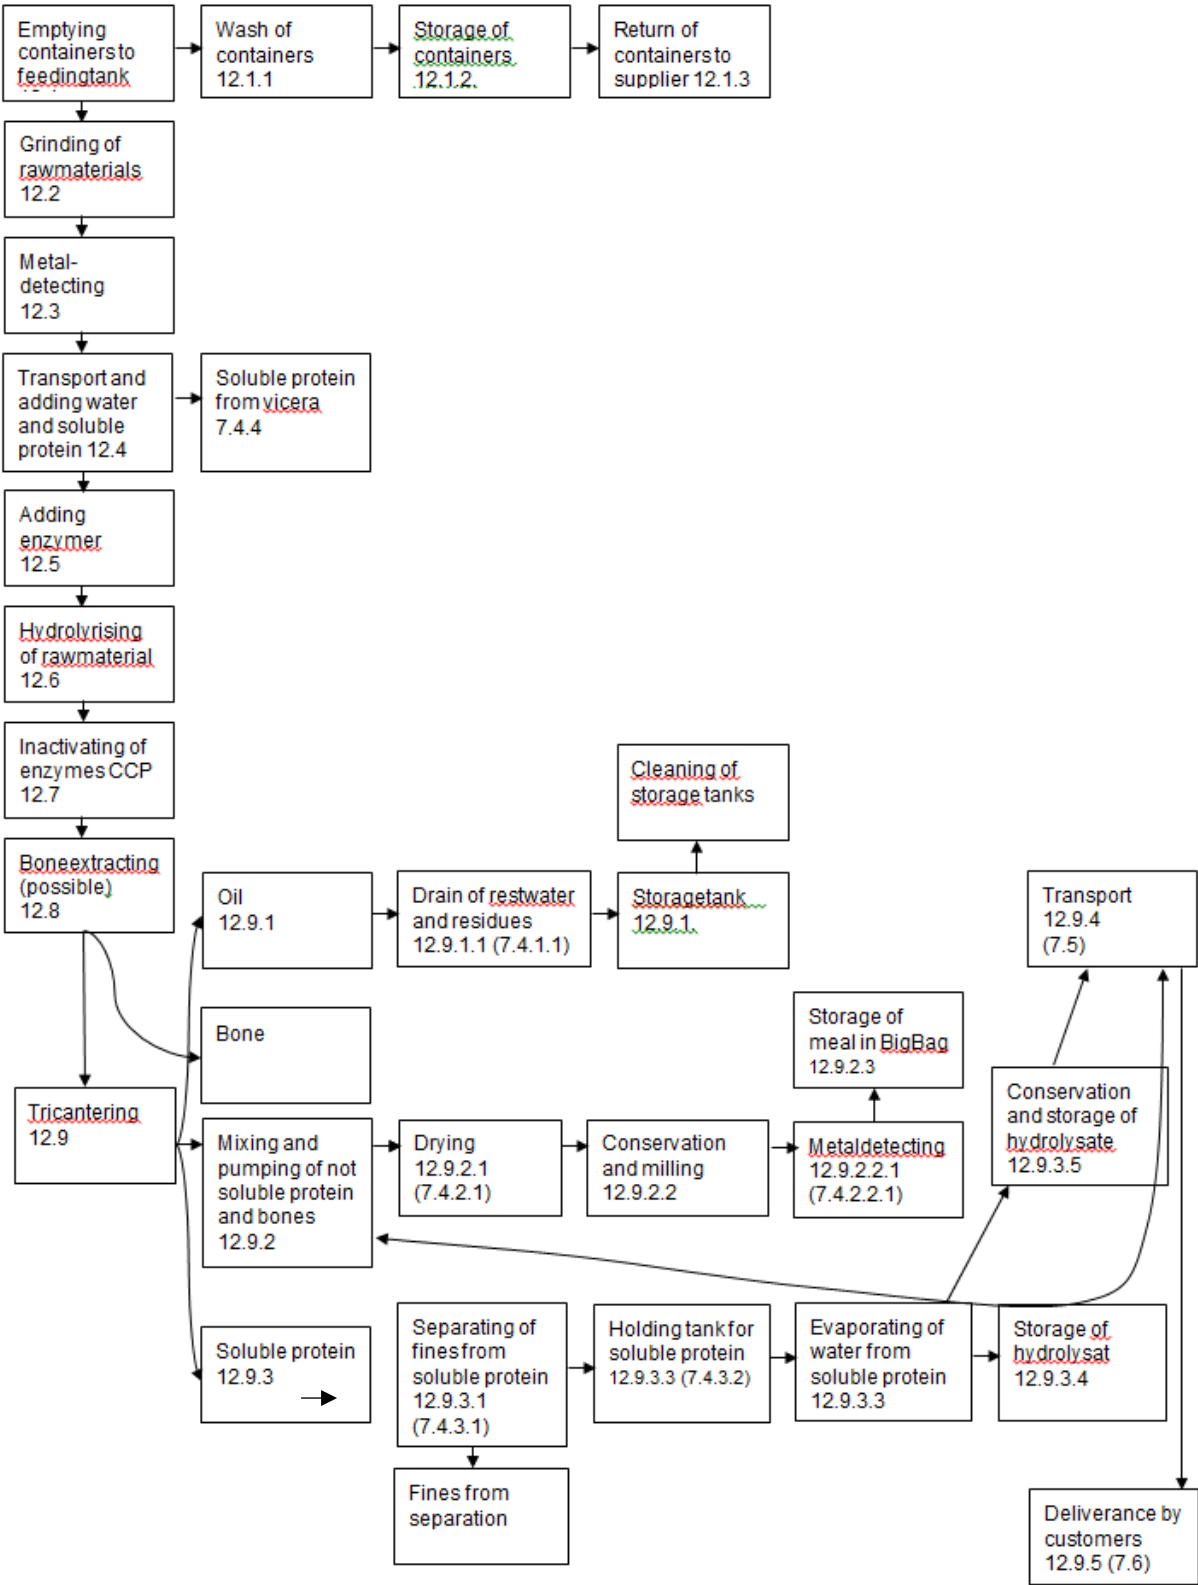 Emptying
containers to
feedingtank
Wash of
containers
12.1.1
Storage of
containers
12.1.2.
Return of
containers to
supplier 12.1.3
Grinding of
rawmaterials
12.2
Metal-
detecting
12.3
Transport and
adding water
and soluble
protein 12.4
Soluble protein
from vicera
7.4.4
Adding
enzymer
12.5
Hydrolyrising
of rawmaterial
12.6
Inactivating of
enzymes CCP
12.7
Cleaning of
storage tanks
Boneextracting
(possible)
12.8
Oil
12.9.1
Drain of restwater
and residues
12.9.1.1 (7.4.1.1)
Storagetank
12.9.1.
Transport
12.9.4
(7.5)
Bone
Storage of
meal in BigBag
12.9.2.3
Conservation
and storage of
hydrolysate
12.9.3.5
Tricantering
12.9
Mixing and
pumping of not
soluble protein
and bones
12.9.2
Drying
12.9.2.1
(7.4.2.1)
Conservation
and milling
12.9.2.2
Metaldetecting
12.9.2.2.1
(7.4.2.2.1)
Soluble protein
12.9.3
Separating of
fines from
soluble protein
12.9.3.1
(7.4.3.1)
Holding tank for
soluble protein
12.9.3.3 (7.4.3.2)
Evaporating of
water from
soluble protein
12.9.3.3
Storage of
hydrolysat
12.9.3.4
Fines from
separation
Deliverance by
customers
12.9.5 (7.6)